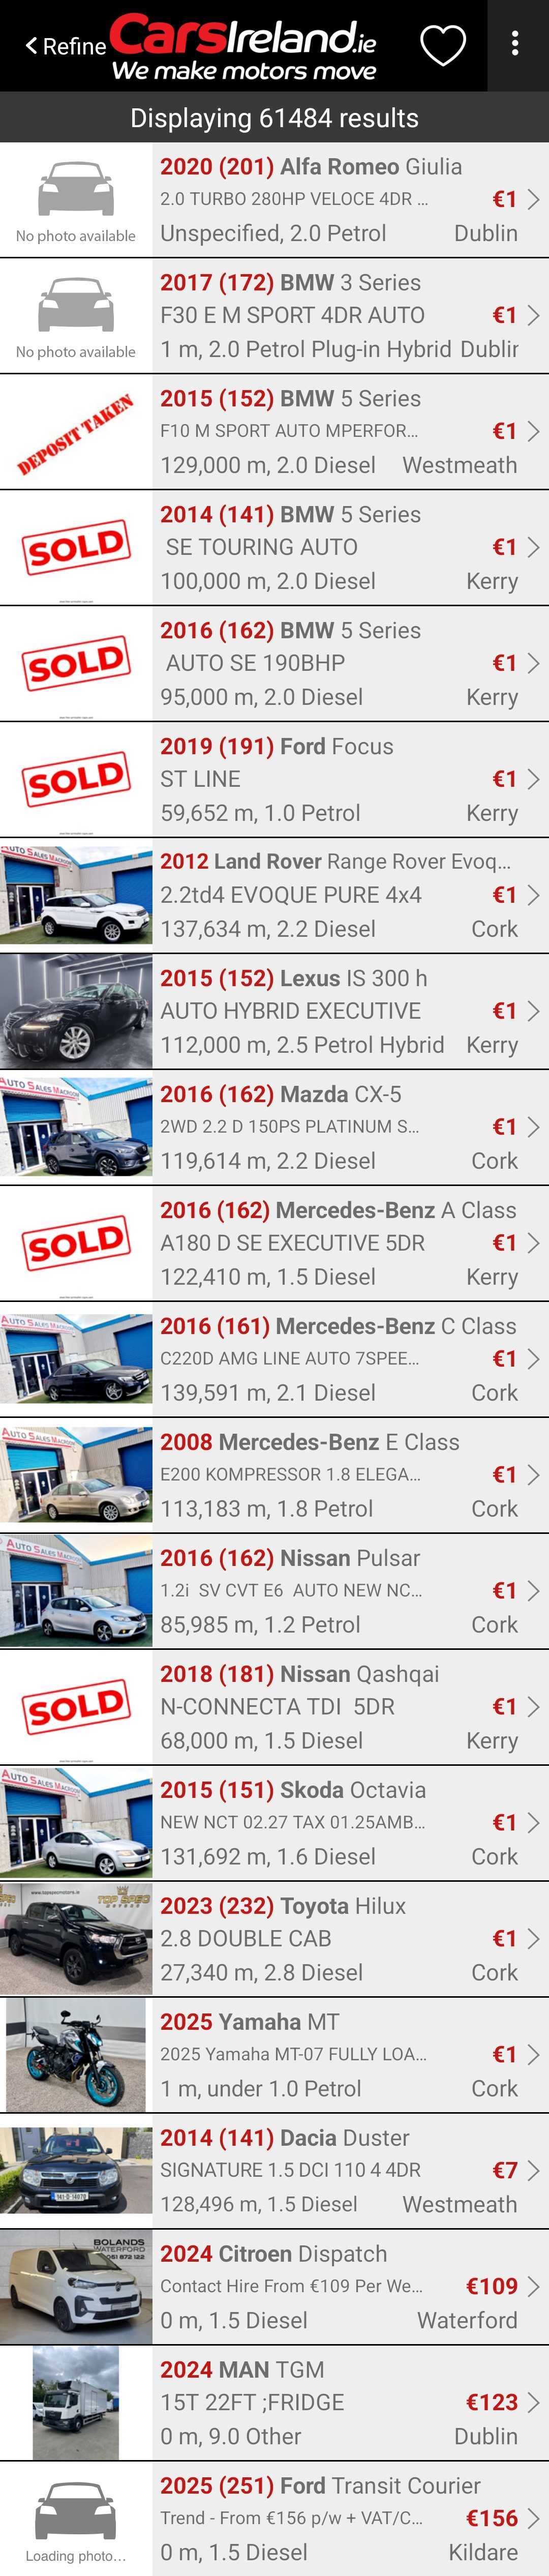 Refine
CarsIreland.ie
We make motors move
Displaying 61484 results
2020 (201) Alfa Romeo Giulia
2.0 TURBO 280HP VELOCE 4DR ... €1
No photo available
Unspecified, 2.0 Petrol Dublin
2017 (172) BMW 3 Series
F30 E M SPORT 4DR AUTO €1
No photo available
1 m, 2.0 Petrol Plug-in Hybrid Dublin
DEPOSIT TAKEN
2015 (152) BMW 5 Series
F10 M SPORT AUTO MPERFOR... €1
129,000 m, 2.0 Diesel Westmeath
SOLD
2014 (141) BMW 5 Series
SE TOURING AUTO €1
100,000 m, 2.0 Diesel Kerry
SOLD
2016 (162) BMW 5 Series
AUTO SE 190BHP €1
95,000 m, 2.0 Diesel Kerry
SOLD
2019 (191) Ford Focus
ST LINE €1
59,652 m, 1.0 Petrol Kerry
AUTO SALES MACROOM
2012 Land Rover Range Rover Evoq...
2.2td4 EVOQUE PURE 4x4 €1
137,634 m, 2.2 Diesel Cork
2015 (152) Lexus IS 300 h
AUTO HYBRID EXECUTIVE €1
112,000 m, 2.5 Petrol Hybrid Kerry
AUTO SALES MACROOM
2016 (162) Mazda CX-5
2WD 2.2 D 150PS PLATINUM S... €1
119,614 m, 2.2 Diesel Cork
SOLD
2016 (162) Mercedes-Benz A Class
A180 D SE EXECUTIVE 5DR €1
122,410 m, 1.5 Diesel Kerry
AUTO SALES MACROOM
2016 (161) Mercedes-Benz C Class
C220D AMG LINE AUTO 7SPEE... €1
139,591 m, 2.1 Diesel Cork
AUTO SALES MACROOM
2008 Mercedes-Benz E Class
E200 KOMPRESSOR 1.8 ELEGA... €1
113,183 m, 1.8 Petrol Cork
AUTO SALES MACROOM
2016 (162) Nissan Pulsar
1.2i SV CVT E6 AUTO NEW NC... €1
85,985 m, 1.2 Petrol Cork
SOLD
2018 (181) Nissan Qashqai
N-CONNECTA TDI 5DR €1
68,000 m, 1.5 Diesel Kerry
AUTO SALES MACROOM
2015 (151) Skoda Octavia
NEW NCT 02.27 TAX 01.25AMB... €1
131,692 m, 1.6 Diesel Cork
www.topspecmotors.ie
TOP SPEC
2023 (232) Toyota Hilux
2.8 DOUBLE CAB €1
27,340 m, 2.8 Diesel Cork
2025 Yamaha MT
2025 Yamaha MT-07 FULLY LOA... €1
1 m, under 1.0 Petrol Cork
2014 (141) Dacia Duster
SIGNATURE 1.5 DCI 110 4 4DR €7
128,496 m, 1.5 Diesel Westmeath
BOLANDS
WATERFORD
051 872 122
2024 Citroen Dispatch
Contact Hire From €109 Per We... €109
0 m, 1.5 Diesel Waterford
2024 MAN TGM
15T 22FT ;FRIDGE €123
0 m, 9.0 Other Dublin
2025 (251) Ford Transit Courier
Trend - From €156 p/w + VAT/C... €156
Loading photo...
0 m, 1.5 Diesel Kildare